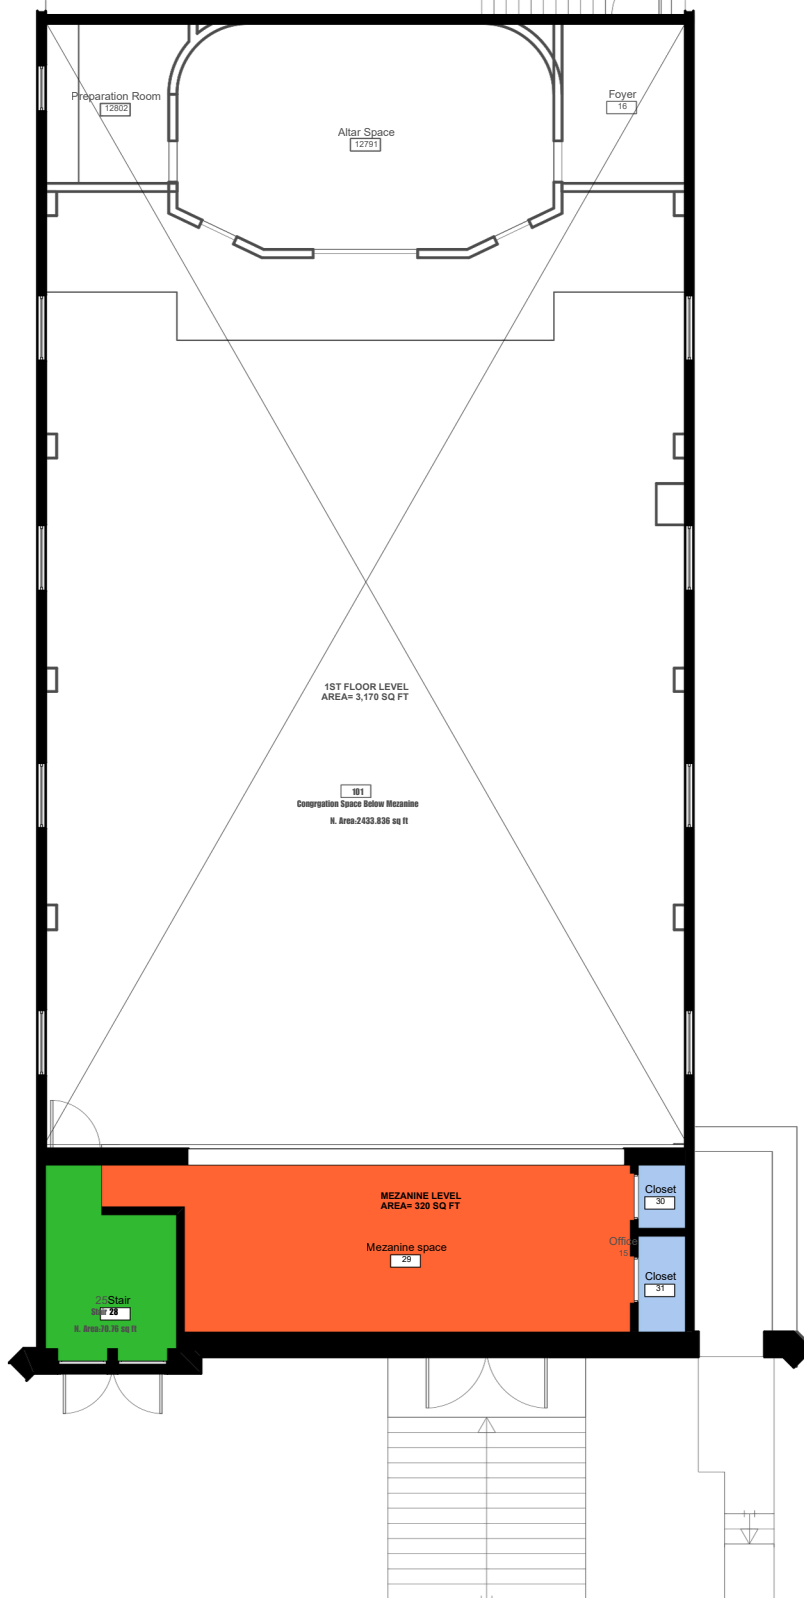 Preparation Room
12802
Altar Space
12791
Foyer
16
1ST FLOOR LEVEL
AREA= 3,170 SQ FT
101
Congrgation Space Below Mezanine
N. Area:2433.836 sq ft
MEZANINE LEVEL
AREA= 320 SQ FT
Mezanine space
29
Closet
30
Office
15
Closet
31
25Stair
Stair 28
N. Area:70.76 sq ft